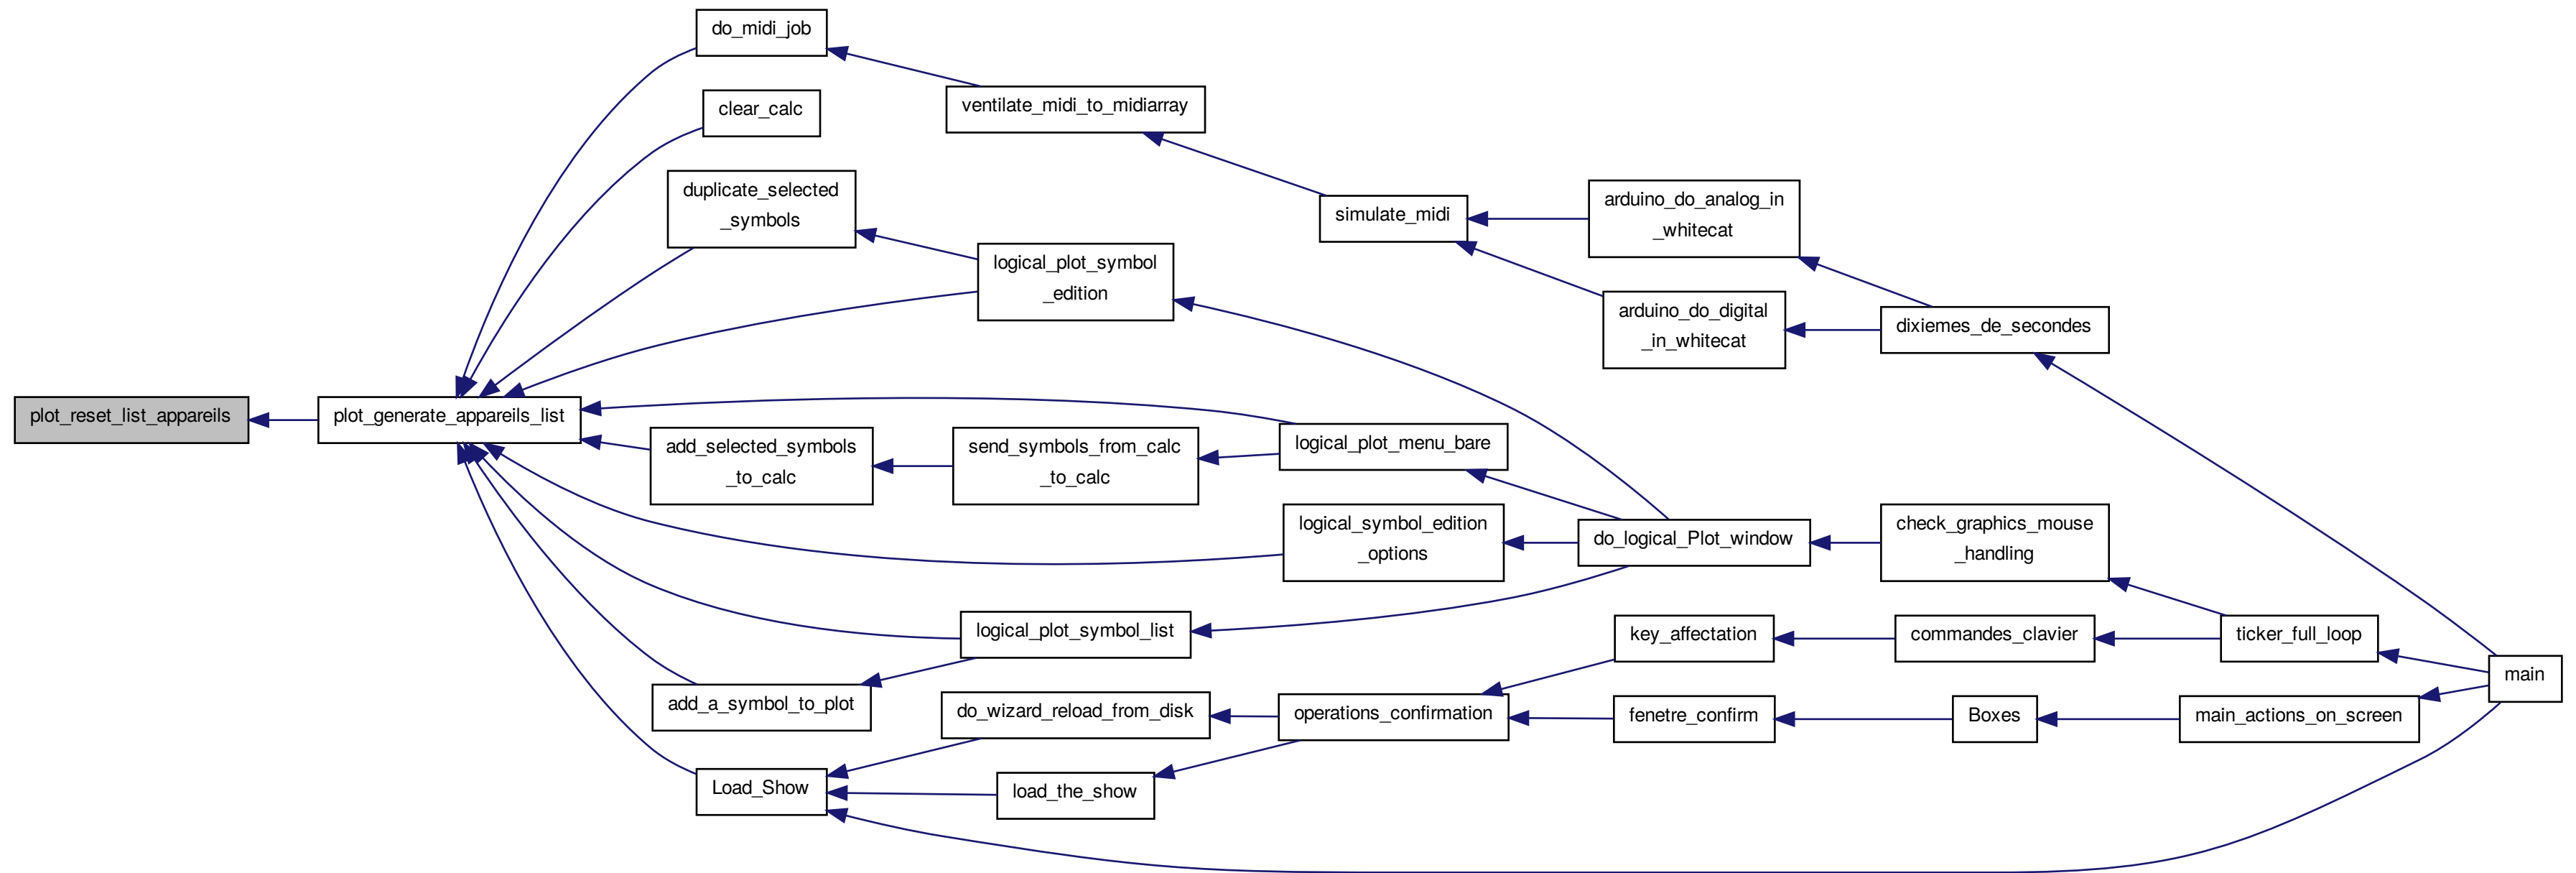 do_midi_job
clear_calc
ventilate_midi_to_midiarray
duplicate_selected
_symbols
simulate_midi
arduino_do_analog_in
_whitecat
logical_plot_symbol
_edition
arduino_do_digital
_in_whitecat
dixiemes_de_secondes
plot_reset_list_appareils
plot_generate_appareils_list
add_selected_symbols
_to_calc
send_symbols_from_calc
_to_calc
logical_plot_menu_bare
logical_symbol_edition
_options
do_logical_Plot_window
check_graphics_mouse
_handling
logical_plot_symbol_list
key_affectation
commandes_clavier
ticker_full_loop
main
add_a_symbol_to_plot
do_wizard_reload_from_disk
operations_confirmation
fenetre_confirm
Boxes
main_actions_on_screen
Load_Show
load_the_show